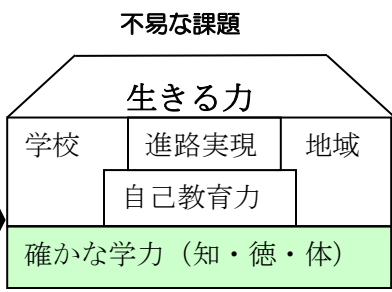 不易な課題
生きる力
学校 進路実現 地域
自己教育力
確かな学力（知・徳・体）